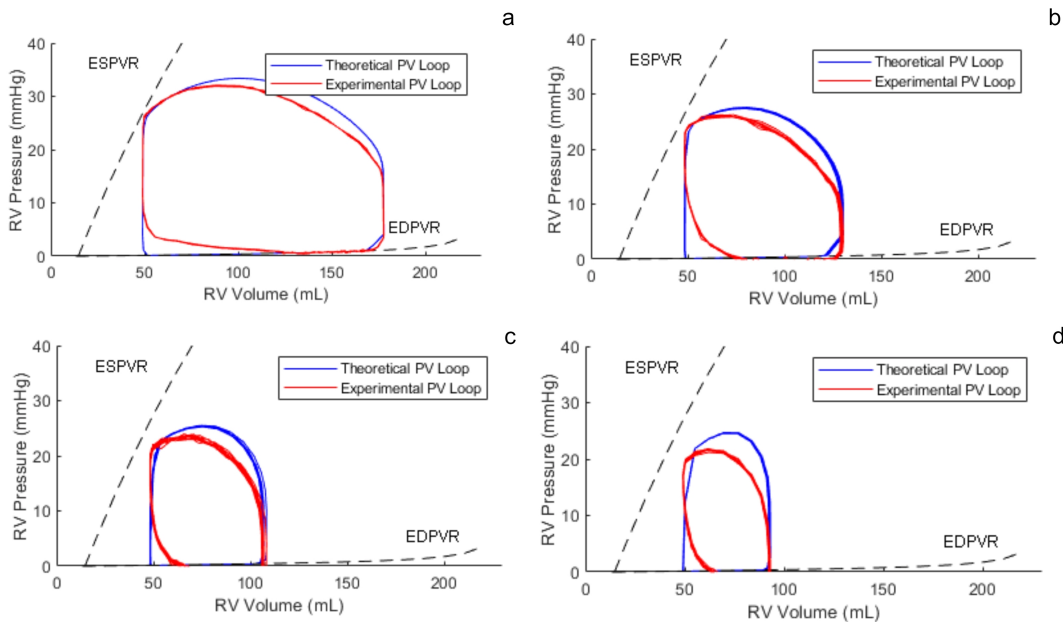 a
40
30
20
10
0
RV Pressure (mmHg)
ESPVR
Theoretical PV Loop
Experimental PV Loop
EDPVR
0 50 100 150 200
RV Volume (mL)
b
40
30
20
10
0
RV Pressure (mmHg)
ESPVR
Theoretical PV Loop
Experimental PV Loop
EDPVR
0 50 100 150 200
RV Volume (mL)
c
40
30
20
10
0
RV Pressure (mmHg)
ESPVR
Theoretical PV Loop
Experimental PV Loop
EDPVR
0 50 100 150 200
RV Volume (mL)
d
40
30
20
10
0
RV Pressure (mmHg)
ESPVR
Theoretical PV Loop
Experimental PV Loop
EDPVR
0 50 100 150 200
RV Volume (mL)